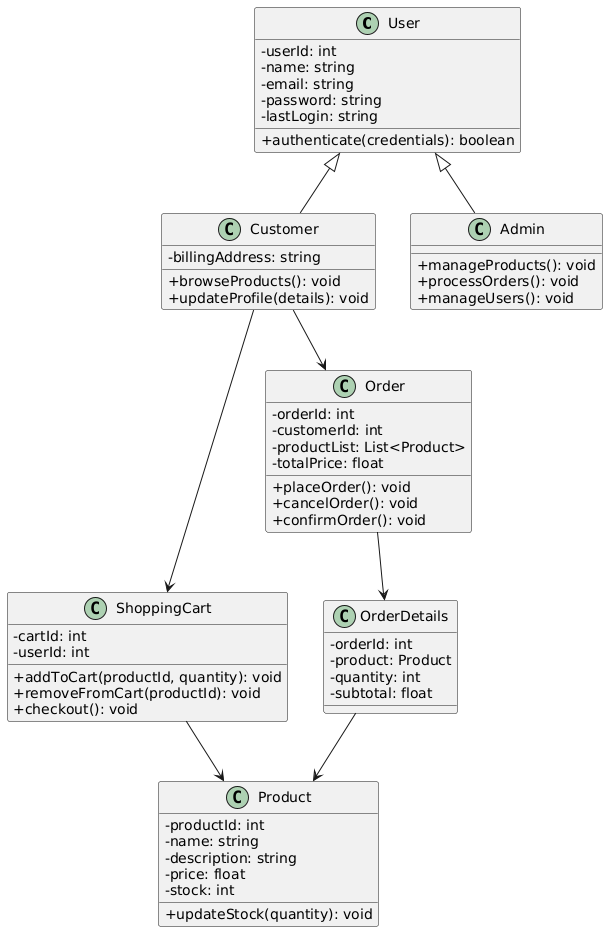 C User
-userId: int
-name: string
-email: string
-password: string
-lastLogin: string
+authenticate(credentials): boolean
C Customer
-billingAddress: string
+browseProducts(): void
+updateProfile(details): void
C Admin
+manageProducts(): void
+processOrders(): void
+manageUsers(): void
C Order
-orderId: int
-customerId: int
-productList: List<Product>
-totalPrice: float
+placeOrder(): void
+cancelOrder(): void
+confirmOrder(): void
C ShoppingCart
-cartId: int
-userId: int
+addToCart(productId, quantity): void
+removeFromCart(productId): void
+checkout(): void
C OrderDetails
-orderId: int
-product: Product
-quantity: int
-subtotal: float
C Product
-productId: int
-name: string
-description: string
-price: float
-stock: int
+updateStock(quantity): void